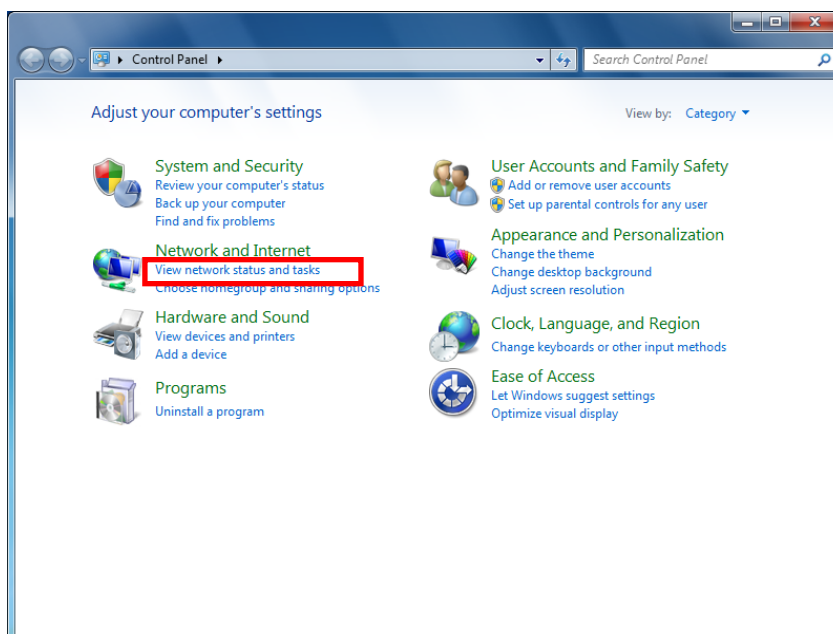 Control Panel
Search Control Panel
Adjust your computer's settings
View by: Category
System and Security
Review your computer's status
Back up your computer
Find and fix problems
Network and Internet
View network status and tasks
Choose homegroup and sharing options
Hardware and Sound
View devices and printers
Add a device
Programs
Uninstall a program
User Accounts and Family Safety
Add or remove user accounts
Set up parental controls for any user
Appearance and Personalization
Change the theme
Change desktop background
Adjust screen resolution
Clock, Language, and Region
Change keyboards or other input methods
Ease of Access
Let Windows suggest settings
Optimize visual display